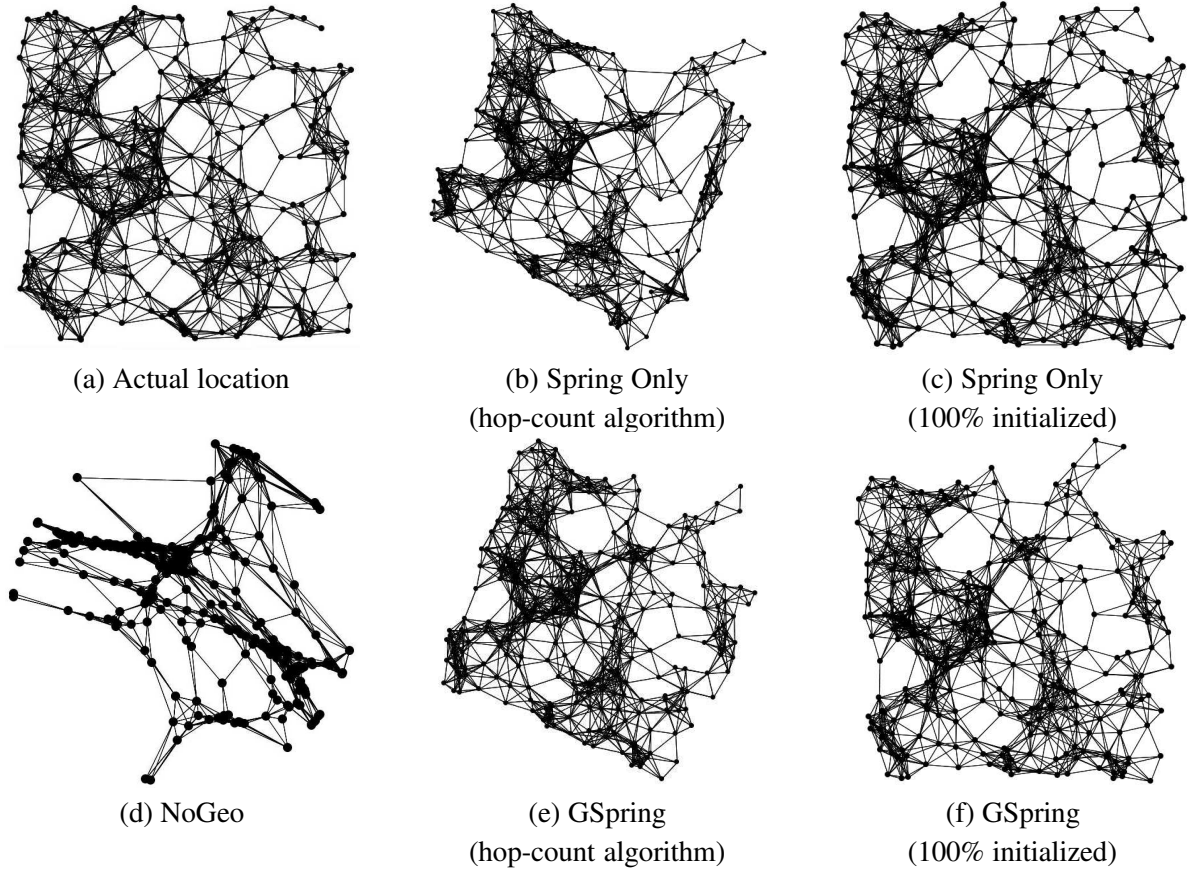 (a) Actual location
(b) Spring Only
(hop-count algorithm)
(c) Spring Only
(100% initialized)
(d) NoGeo
(e) GSpring
(hop-count algorithm)
(f) GSpring
(100% initialized)